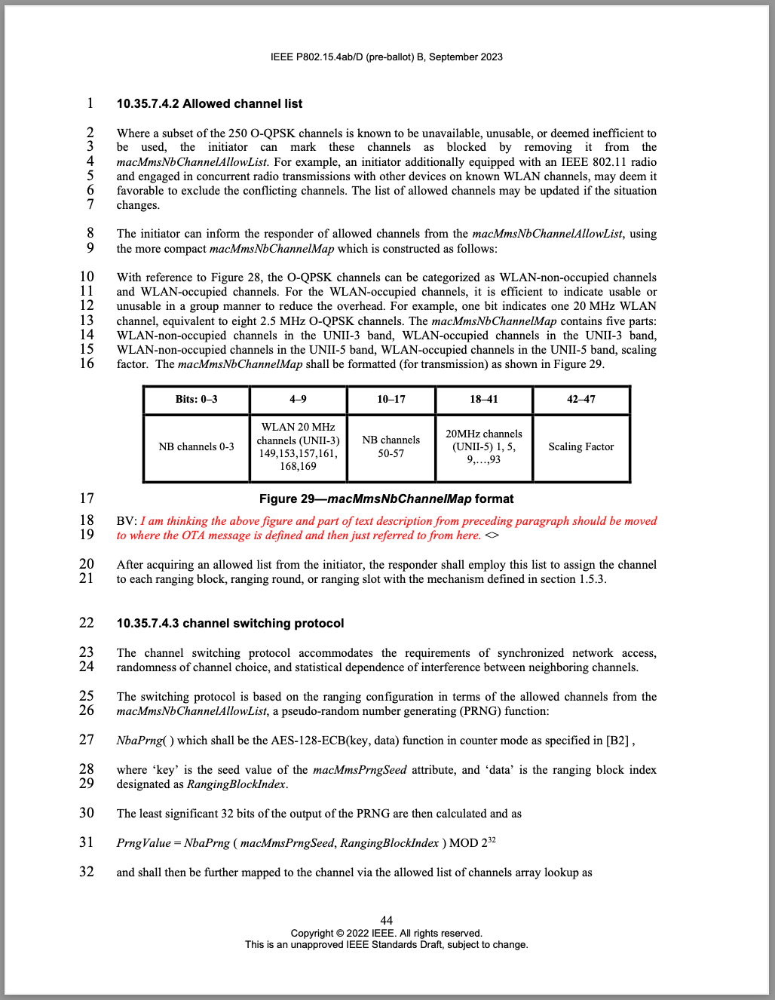 IEEE P802.15.4ab/D (pre-ballot) B, September 2023
1 10.35.7.4.2 Allowed channel list
2 Where a subset of the 250 O-QPSK channels is known to be unavailable, unusable, or deemed inefficient to
3 be used, the initiator can mark these channels as blocked by removing it from the
4 macMmsNbChannelAllowList. For example, an initiator additionally equipped with an IEEE 802.11 radio
5 and engaged in concurrent radio transmissions with other devices on known WLAN channels, may deem it
6 favorable to exclude the conflicting channels. The list of allowed channels may be updated if the situation
7 changes.
8 The initiator can inform the responder of allowed channels from the macMmsNbChannelAllowList, using
9 the more compact macMmsNbChannelMap which is constructed as follows:
10 With reference to Figure 28, the O-QPSK channels can be categorized as WLAN-non-occupied channels
11 and WLAN-occupied channels. For the WLAN-occupied channels, it is efficient to indicate usable or
12 unusable in a group manner to reduce the overhead. For example, one bit indicates one 20 MHz WLAN
13 channel, equivalent to eight 2.5 MHz O-QPSK channels. The macMmsNbChannelMap contains five parts:
14 WLAN-non-occupied channels in the UNII-3 band, WLAN-occupied channels in the UNII-3 band,
15 WLAN-non-occupied channels in the UNII-5 band, WLAN-occupied channels in the UNII-5 band, scaling
16 factor. The macMmsNbChannelMap shall be formatted (for transmission) as shown in Figure 29.
Bits: 0–3 4–9 10–17 18–41 42–47
NB channels 0-3
WLAN 20 MHz
channels (UNII-3)
149,153,157,161,
168,169
NB channels
50-57
20MHz channels
(UNII-5) 1, 5,
9,…,93
Scaling Factor
17 Figure 29—macMmsNbChannelMap format
18 BV: I am thinking the above figure and part of text description from preceding paragraph should be moved
19 to where the OTA message is defined and then just referred to from here. <>
20 After acquiring an allowed list from the initiator, the responder shall employ this list to assign the channel
21 to each ranging block, ranging round, or ranging slot with the mechanism defined in section 1.5.3.
22 10.35.7.4.3 channel switching protocol
23 The channel switching protocol accommodates the requirements of synchronized network access,
24 randomness of channel choice, and statistical dependence of interference between neighboring channels.
25 The switching protocol is based on the ranging configuration in terms of the allowed channels from the
26 macMmsNbChannelAllowList, a pseudo-random number generating (PRNG) function:
27 NbaPrng( ) which shall be the AES-128-ECB(key, data) function in counter mode as specified in [B2] ,
28 where ‘key’ is the seed value of the macMmsPrngSeed attribute, and ‘data’ is the ranging block index
29 designated as RangingBlockIndex.
30 The least significant 32 bits of the output of the PRNG are then calculated and as
31 PrngValue = NbaPrng ( macMmsPrngSeed, RangingBlockIndex ) MOD 2³²
32 and shall then be further mapped to the channel via the allowed list of channels array lookup as
44
Copyright © 2022 IEEE. All rights reserved.
This is an unapproved IEEE Standards Draft, subject to change.